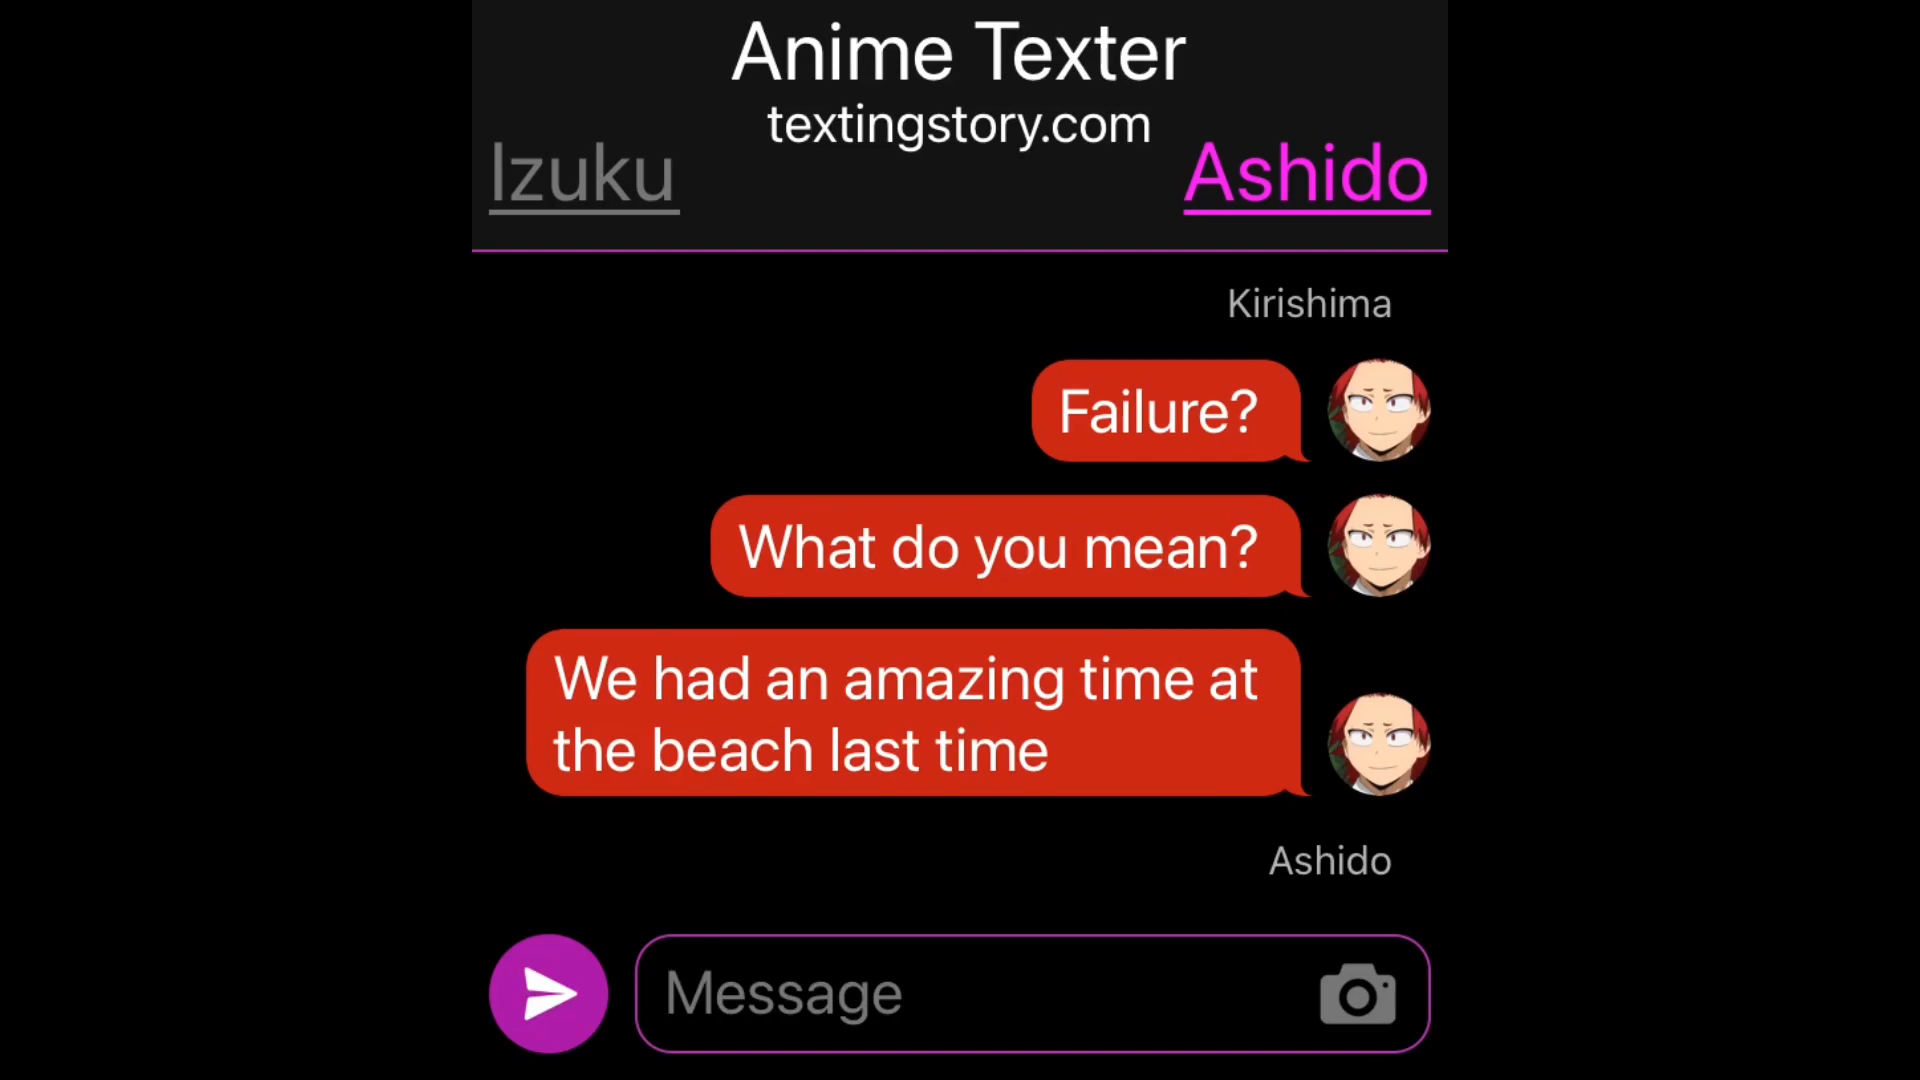 Anime Texter
textingstory.com
Izuku
Ashido
Kirishima
Failure?
What do you mean?
We had an amazing time at
the beach last time
Ashido
Message